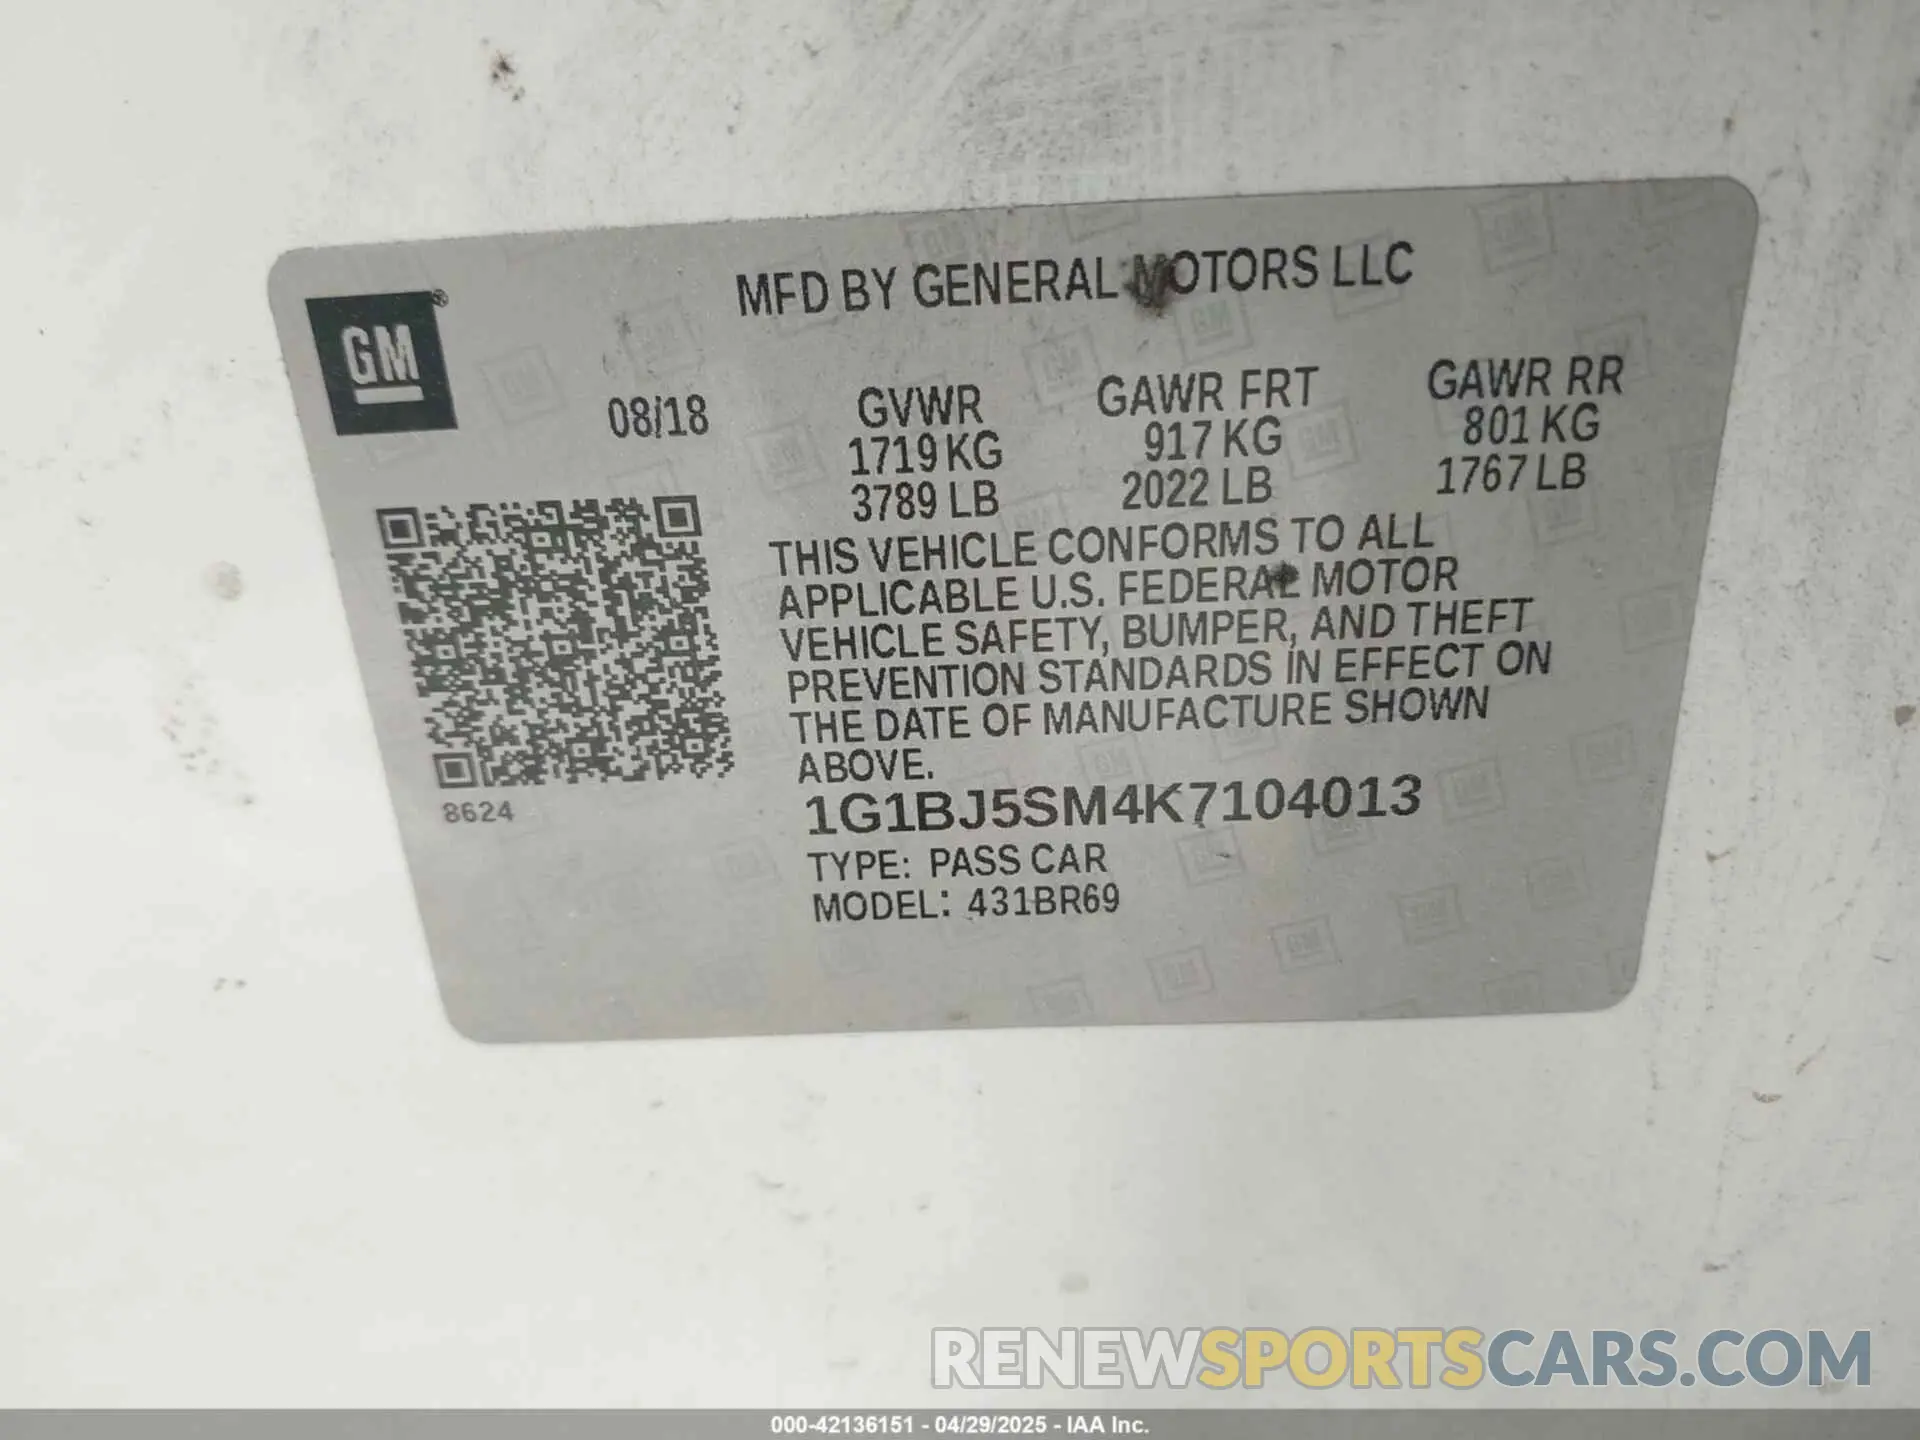 MFD BY GENERAL MOTORS LLC
GM®
08/18
GVWR
1719 KG
3789 LB
GAWR FRT
917 KG
2022 LB
GAWR RR
801 KG
1767 LB
THIS VEHICLE CONFORMS TO ALL
APPLICABLE U.S. FEDERAL MOTOR
VEHICLE SAFETY, BUMPER, AND THEFT
PREVENTION STANDARDS IN EFFECT ON
THE DATE OF MANUFACTURE SHOWN
ABOVE.
8624
1G1BJ5SM4K7104013
TYPE: PASS CAR
MODEL: 431BR69
RENEWSPORTSCARS.COM
000-42136151 - 04/29/2025 - IAA Inc.